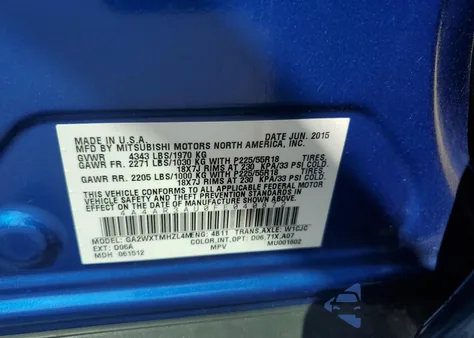 MADE IN U.S.A. DATE JUN. 2015
MFD BY MITSUBISHI MOTORS NORTH AMERICA, INC.
GVWR 4343 LBS/1970 KG
GAWR FR. 2271 LBS/1030 KG WITH P225/55R18 TIRES,
18X7J RIMS AT 230 KPA/33 PSI COLD.
GAWR RR. 2205 LBS/1000 KG WITH P225/55R18 TIRES,
18X7J RIMS AT 230 KPA/33 PSI COLD.
THIS VEHICLE CONFORMS TO ALL APPLICABLE FEDERAL MOTOR
VEHICLE SAFETY AND THEFT PREVENTION STANDARDS IN EFFECT
ON THE DATE OF MANUFACTURE SHOWN ABOVE.
MODEL: GA2WXTMHZL4M ENG: 4B11 TRANS,AXLE: W1CJC
EXT: D06A COLOR,INT,OPT: D06,71X,A07
MDH: 061512 MPV MU001602